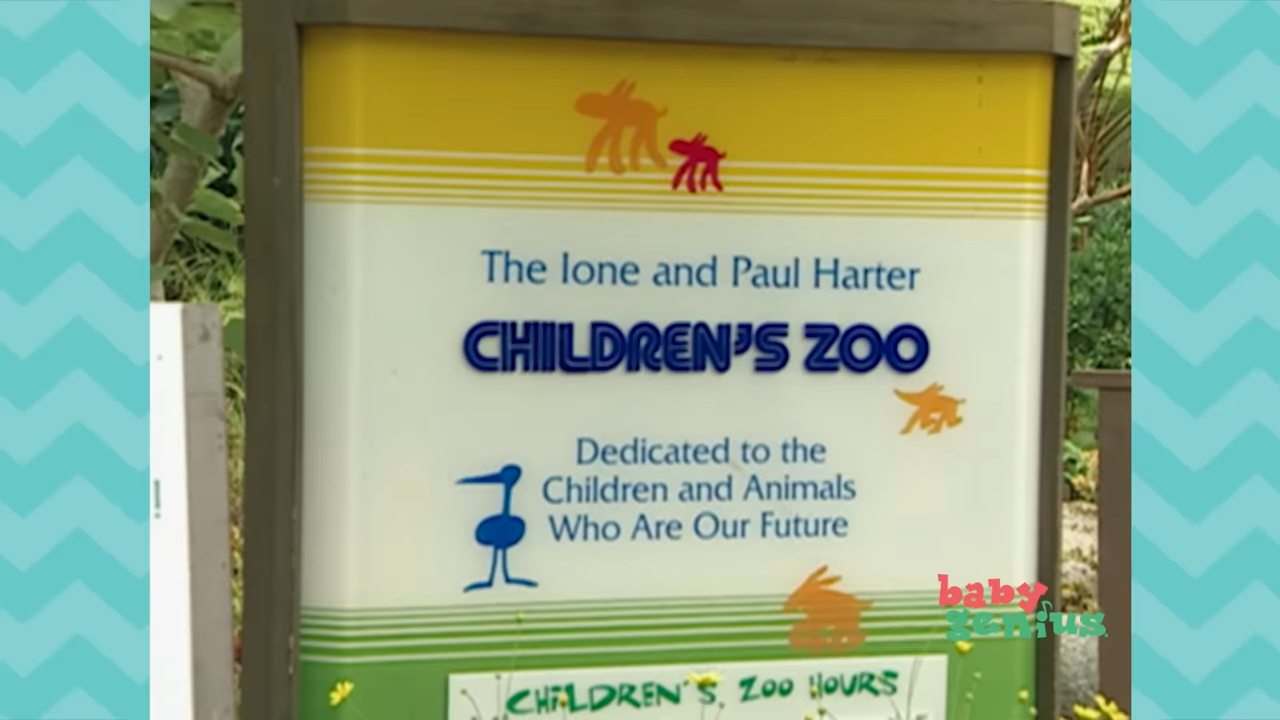 The Ione and Paul Harter
CHILDREN'S ZOO
Dedicated to the
Children and Animals
Who Are Our Future
baby
genius
CHILDREN'S ZOO HOURS